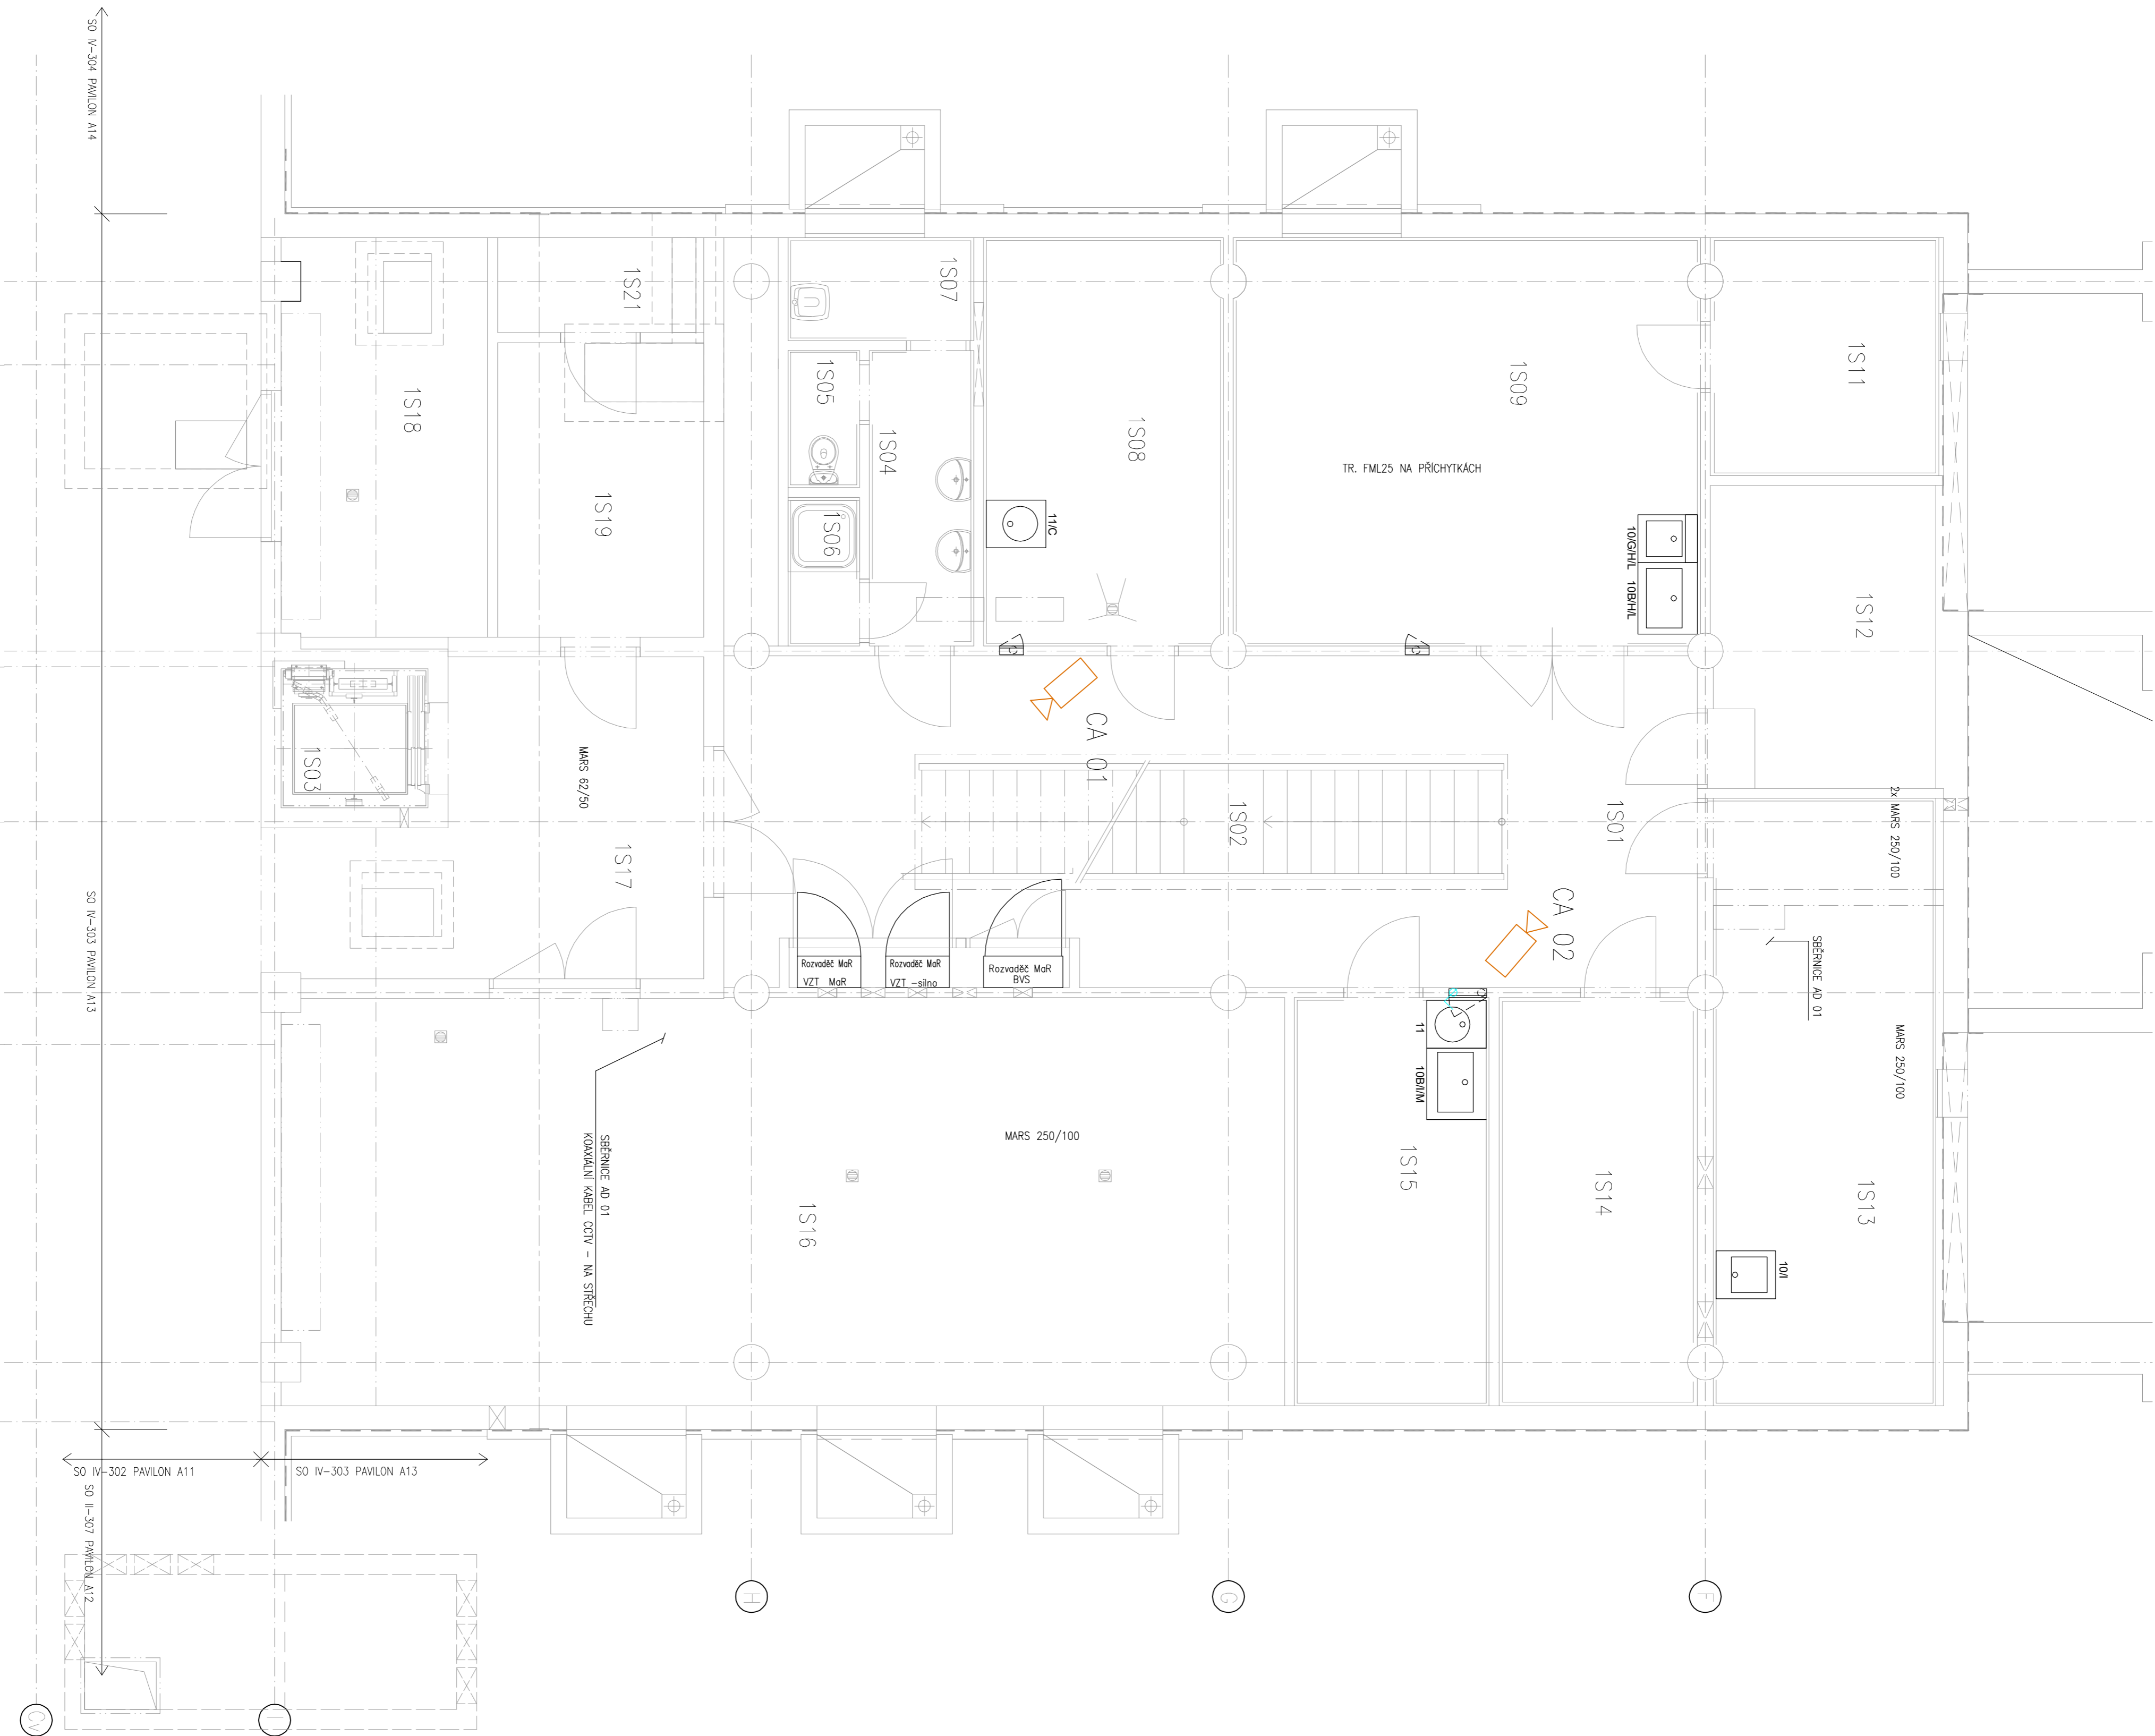 SO IV-304 PAVILON A14
1S07
1S21
1S11
1S09
1S05
1S18
1S08
1S04
TR. FML25 NA PŘÍCHYTKÁCH
1S19
1S06
11/C
10/G/H/L 10B/H/L
1S12
CA 01
1S03
MARS 62/50
1S02
1S01
2x MARS 250/100
1S17
CA 02
SO IV-303 PAVILON A13
SBĚRNICE AD 01
Rozvaděč MaR
VZT MaR
Rozvaděč MaR
VZT -silno
Rozvaděč MaR
BVS
11
10B/I/M
MARS 250/100
SBĚRNICE AD 01
KOAXIÁLNÍ KABEL CCTV - NA STŘECHU
MARS 250/100
1S15
1S14
1S13
1S16
10/I
SO IV-302 PAVILON A11
SO IV-303 PAVILON A13
SO II-307 PAVILON A12
H
G
F
CV
I